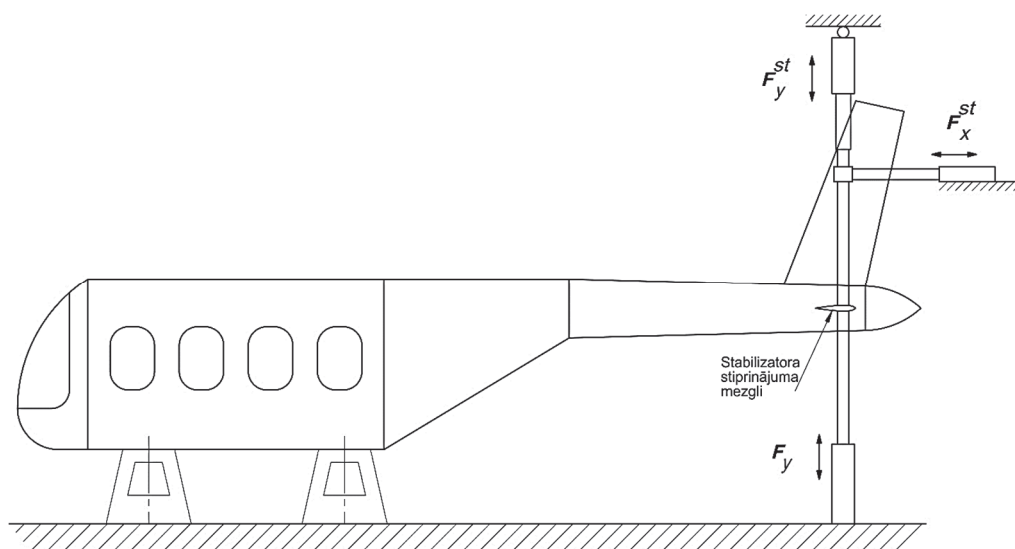 F_y^st
F_x^st
Stabilizatora
stiprinājuma
mezgli
F_y